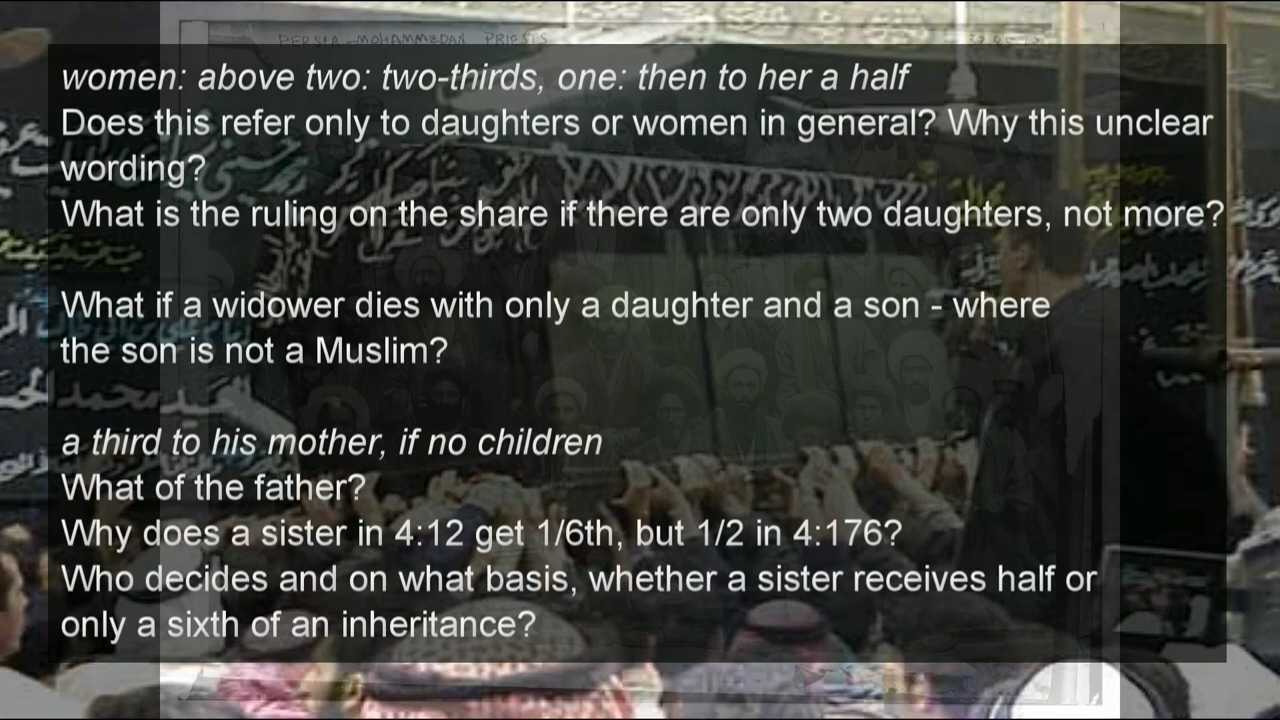 PERSIA - MOHAMMEDAN PRIESTS
women: above two: two-thirds, one: then to her a half
Does this refer only to daughters or women in general? Why this unclear
wording?
What is the ruling on the share if there are only two daughters, not more?
What if a widower dies with only a daughter and a son - where
the son is not a Muslim?
a third to his mother, if no children
What of the father?
Why does a sister in 4:12 get 1/6th, but 1/2 in 4:176?
Who decides and on what basis, whether a sister receives half or
only a sixth of an inheritance?